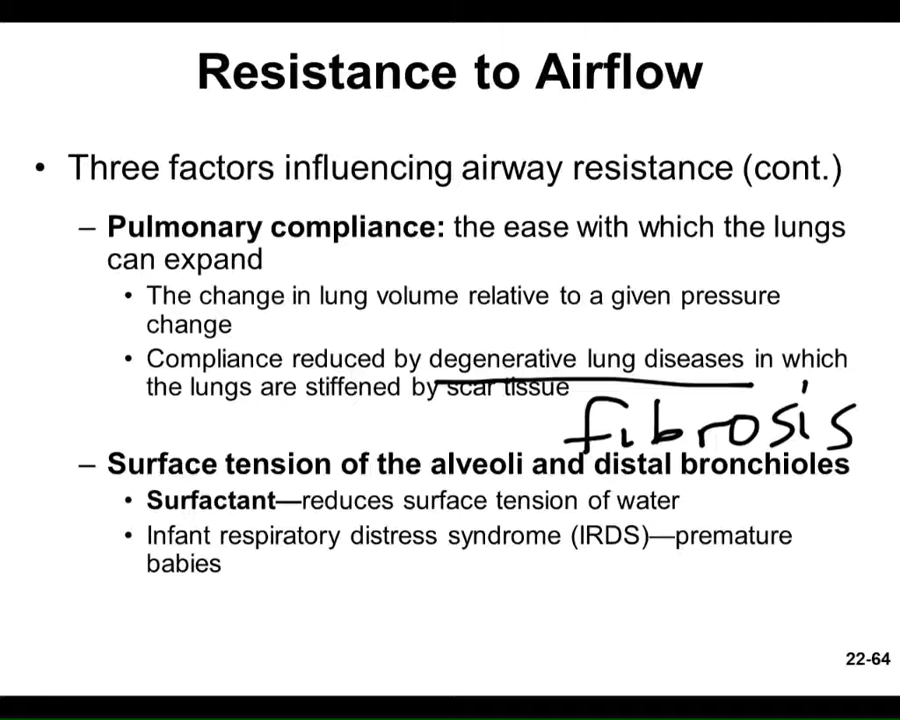 Resistance to Airflow
• Three factors influencing airway resistance (cont.)
– Pulmonary compliance: the ease with which the lungs
can expand
• The change in lung volume relative to a given pressure
change
• Compliance reduced by degenerative lung diseases in which
the lungs are stiffened by scar tissue
fibrosis
– Surface tension of the alveoli and distal bronchioles
• Surfactant—reduces surface tension of water
• Infant respiratory distress syndrome (IRDS)—premature
babies
22-64